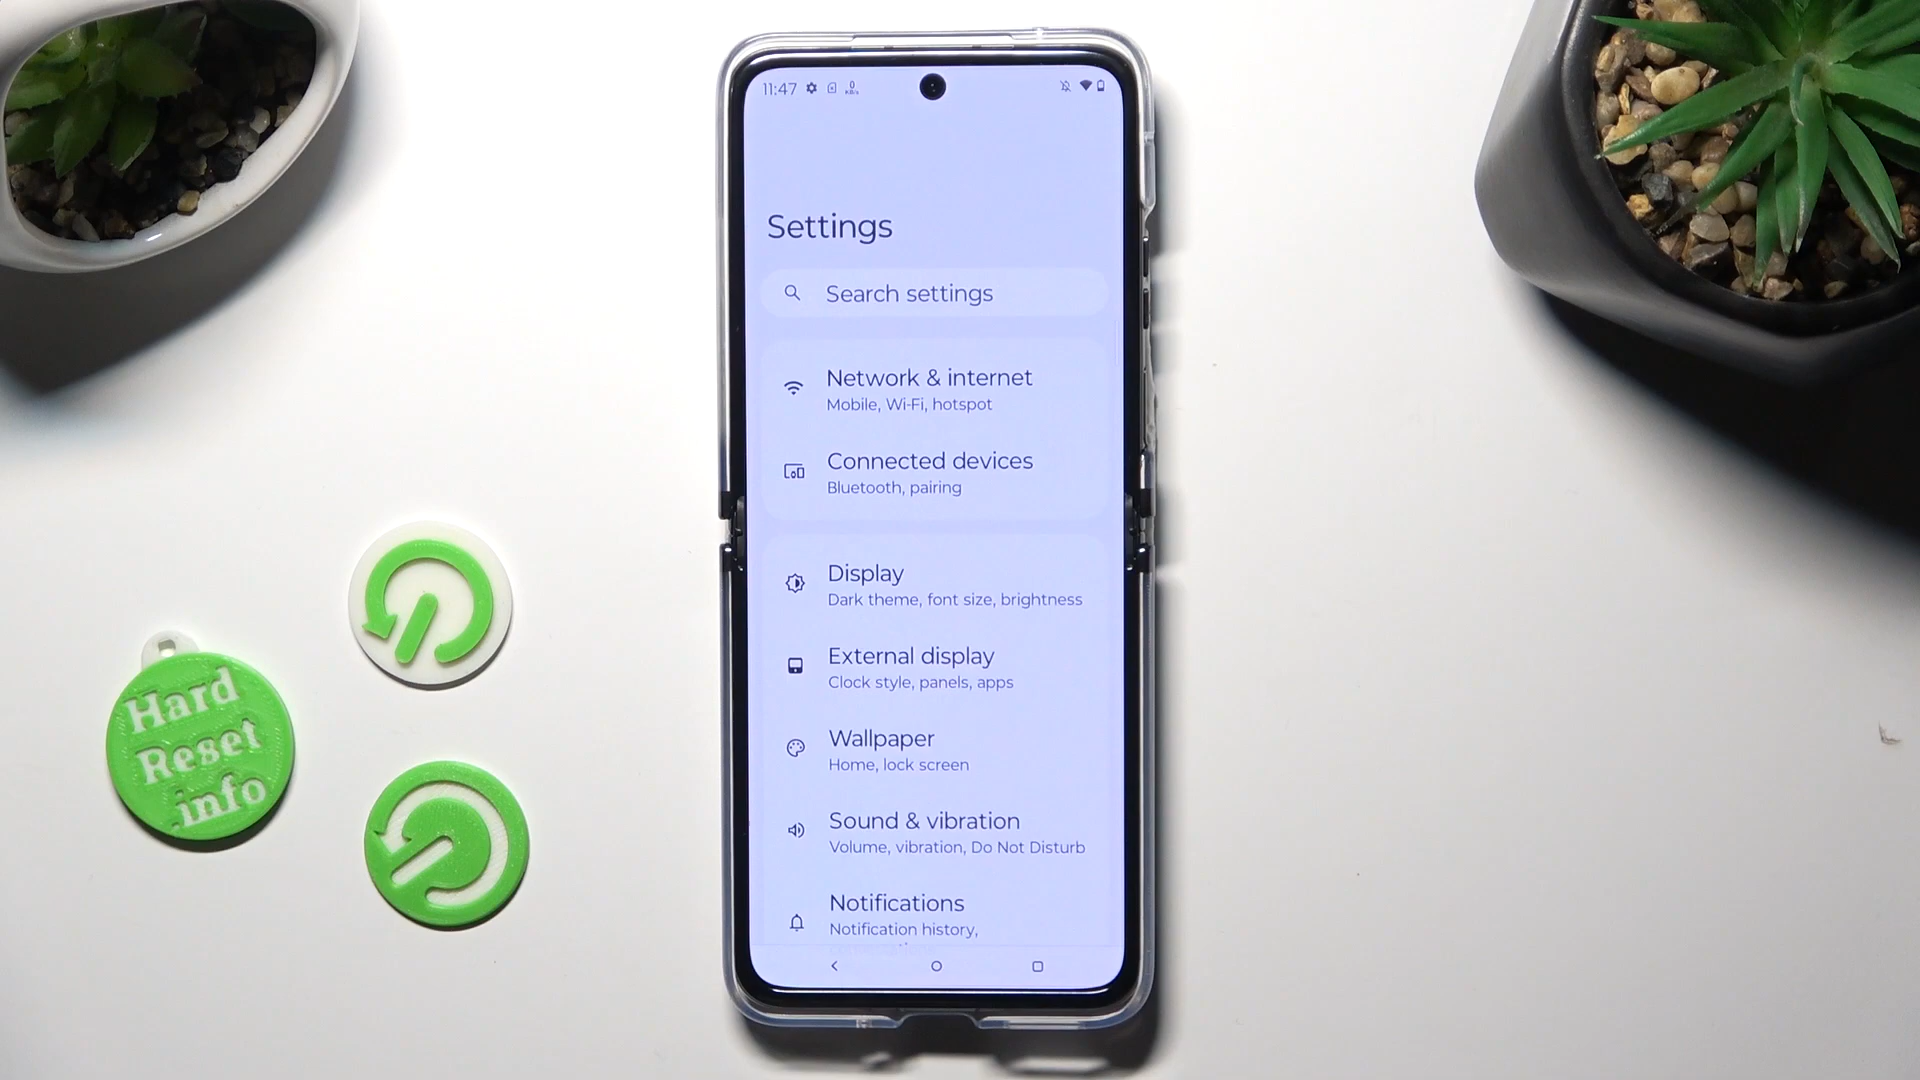 11:47
Settings
Search settings
Network & internet
Mobile, Wi-Fi, hotspot
Connected devices
Bluetooth, pairing
Display
Dark theme, font size, brightness
External display
Clock style, panels, apps
Wallpaper
Home, lock screen
Sound & vibration
Volume, vibration, Do Not Disturb
Notifications
Notification history,
Hard
Reset
.info